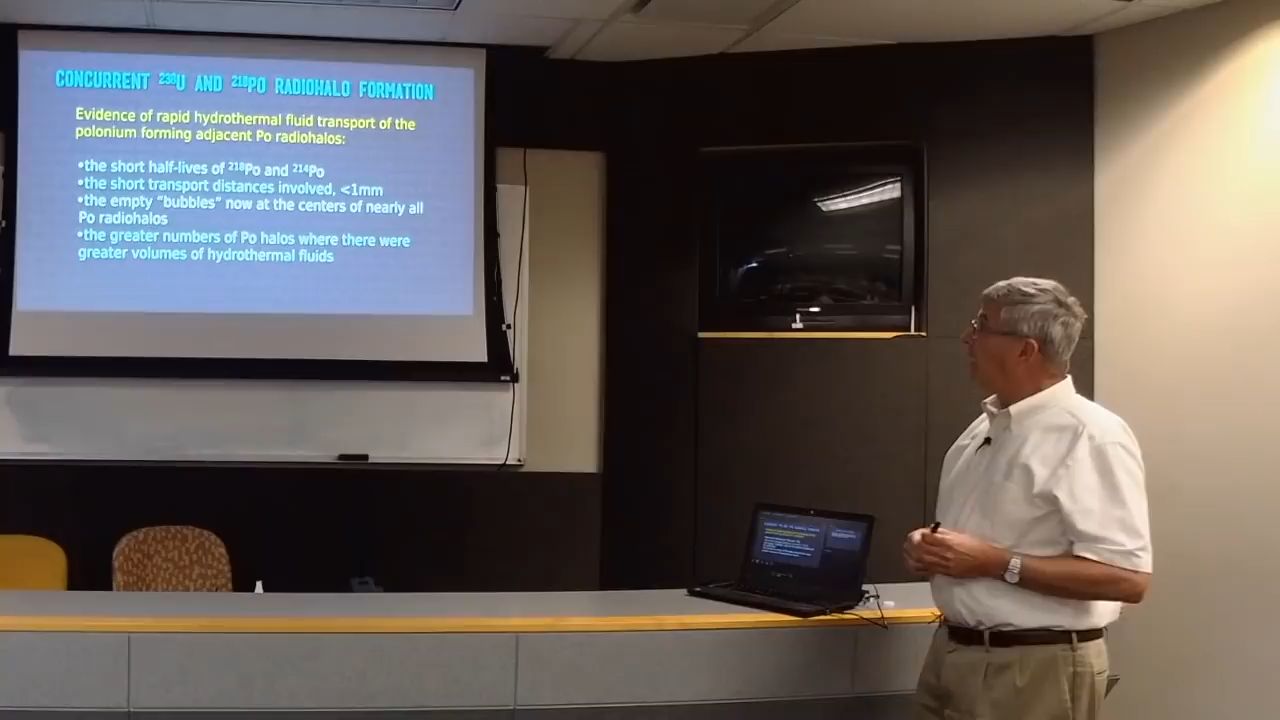 CONCURRENT ²³⁸U AND ²¹⁸PO RADIOHALO FORMATION
Evidence of rapid hydrothermal fluid transport of the
polonium forming adjacent Po radiohalos:
•the short half-lives of ²¹⁸Po and ²¹⁴Po
•the short transport distances involved, <1mm
•the empty “bubbles” now at the centers of nearly all
Po radiohalos
•the greater numbers of Po halos where there were
greater volumes of hydrothermal fluids